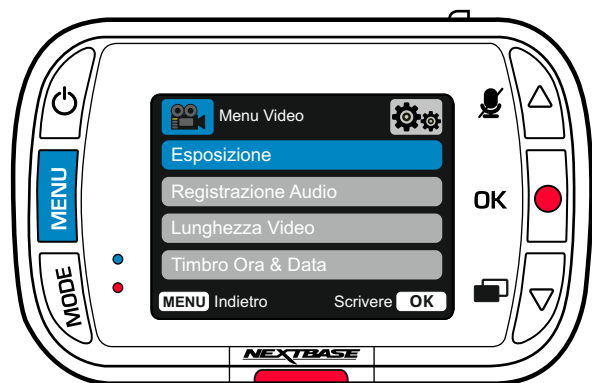 Menu Video
Esposizione
Registrazione Audio
Lunghezza Video
Timbro Ora & Data
MENU Indietro Scrivere OK
MENU
MODE
OK
NEXTBASE